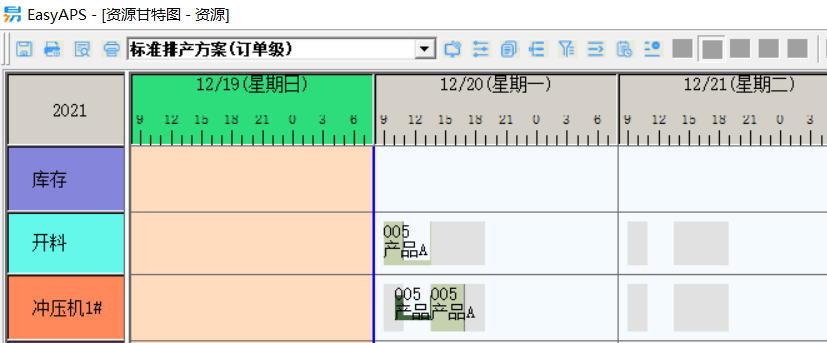 EasyAPS - [资源甘特图 - 资源]
标准排产方案(订单级)
2021
12/19(星期日)
12/20(星期一)
12/21(星期二)
9 12 15 18 21 0 3 6
9 12 15 18 21 0 3 6
9 12 15 18 21 0 3
库存
开料
005
产品A
冲压机1#
005 005
产品 产品A